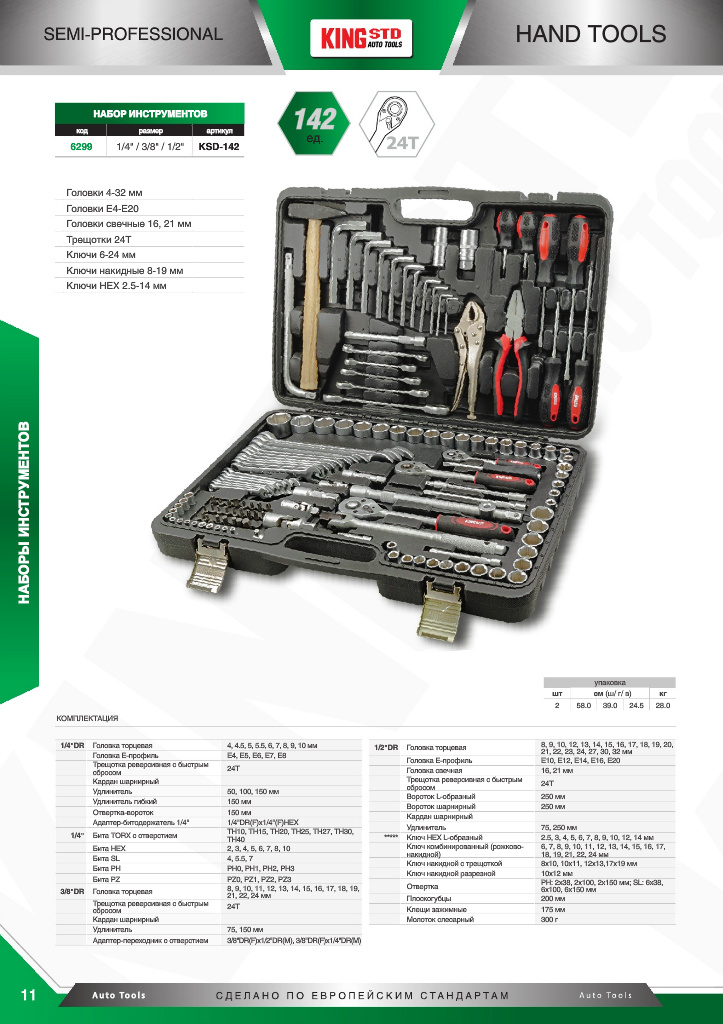 SEMI-PROFESSIONAL
KING STD
AUTO TOOLS
HAND TOOLS
НАБОР ИНСТРУМЕНТОВ
код размер артикул
6299 1/4" / 3/8" / 1/2" KSD-142
142
ед.
24T
Головки 4-32 мм
Головки E4-E20
Головки свечные 16, 21 мм
Трещотки 24T
Ключи 6-24 мм
Ключи накидные 8-19 мм
Ключи HEX 2.5-14 мм
НАБОРЫ ИНСТРУМЕНТОВ
упаковка
шт см (ш/ г/ в) кг
2 58.0 39.0 24.5 28.0
КОМПЛЕКТАЦИЯ
1/4"DR Головка торцевая 4, 4.5, 5, 5.5, 6, 7, 8, 9, 10 мм
Головка E-профиль E4, E5, E6, E7, E8
Трещотка реверсивная с быстрым
сбросом 24T
Кардан шарнирный
Удлинитель 50, 100, 150 мм
Удлинитель гибкий 150 мм
Отвертка-вороток 150 мм
Адаптер-битодержатель 1/4" 1/4"DR(F)x1/4"(F)HEX
1/4" Бита TORX с отверстием TH10, TH15, TH20, TH25, TH27, TH30,
TH40
Бита HEX 2, 3, 4, 5, 6, 7, 8, 10
Бита SL 4, 5.5, 7
Бита PH PH0, PH1, PH2, PH3
Бита PZ PZ0, PZ1, PZ2, PZ3
3/8"DR Головка торцевая 8, 9, 10, 11, 12, 13, 14, 15, 16, 17, 18, 19,
21, 22, 24 мм
Трещотка реверсивная с быстрым
сбросом 24T
Кардан шарнирный
Удлинитель 75, 150 мм
Адаптер-переходник с отверстием 3/8"DR(F)x1/2"DR(M), 3/8"DR(F)x1/4"DR(M)
1/2"DR Головка торцевая 8, 9, 10, 12, 13, 14, 15, 16, 17, 18, 19, 20,
21, 22, 23, 24, 27, 30, 32 мм
Головка E-профиль E10, E12, E14, E16, E20
Головка свечная 16, 21 мм
Трещотка реверсивная с быстрым
сбросом 24T
Вороток L-образный 250 мм
Вороток шарнирный 250 мм
Кардан шарнирный
Удлинитель 75, 250 мм
***** Ключ HEX L-образный 2.5, 3, 4, 5, 6, 7, 8, 9, 10, 12, 14 мм
Ключ комбинированный (рожково-
накидной) 6, 7, 8, 9, 10, 11, 12, 13, 14, 15, 16, 17,
18, 19, 21, 22, 24 мм
Ключ накидной с трещоткой 8x10, 10x11, 12x13,17x19 мм
Ключ накидной разрезной 10x12 мм
Отвертка PH: 2x38, 2x100, 2x150 мм; SL: 6x38,
6x100, 6x150 мм
Плоскогубцы 200 мм
Клещи зажимные 175 мм
Молоток слесарный 300 г
11
Auto Tools
СДЕЛАНО ПО ЕВРОПЕЙСКИМ СТАНДАРТАМ
Auto Tools